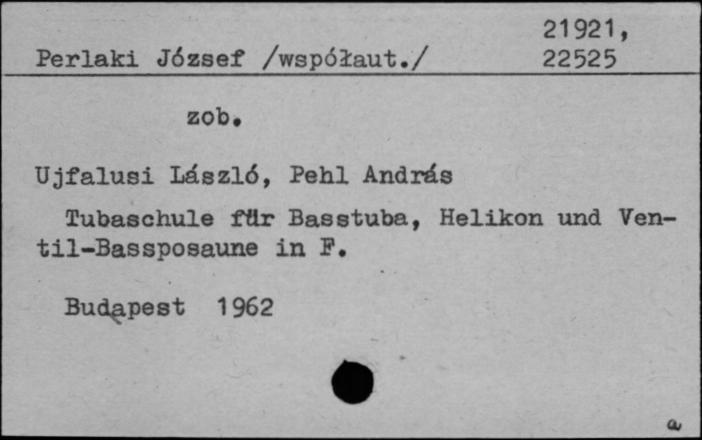 21921,
Perlaki József /współaut./ 22525
zob.
Ujfalusi László, Pehl András
Tubaschule für Basstuba, Helikon und Ven-
til-Bassposaune in F.
Budapest 1962
a